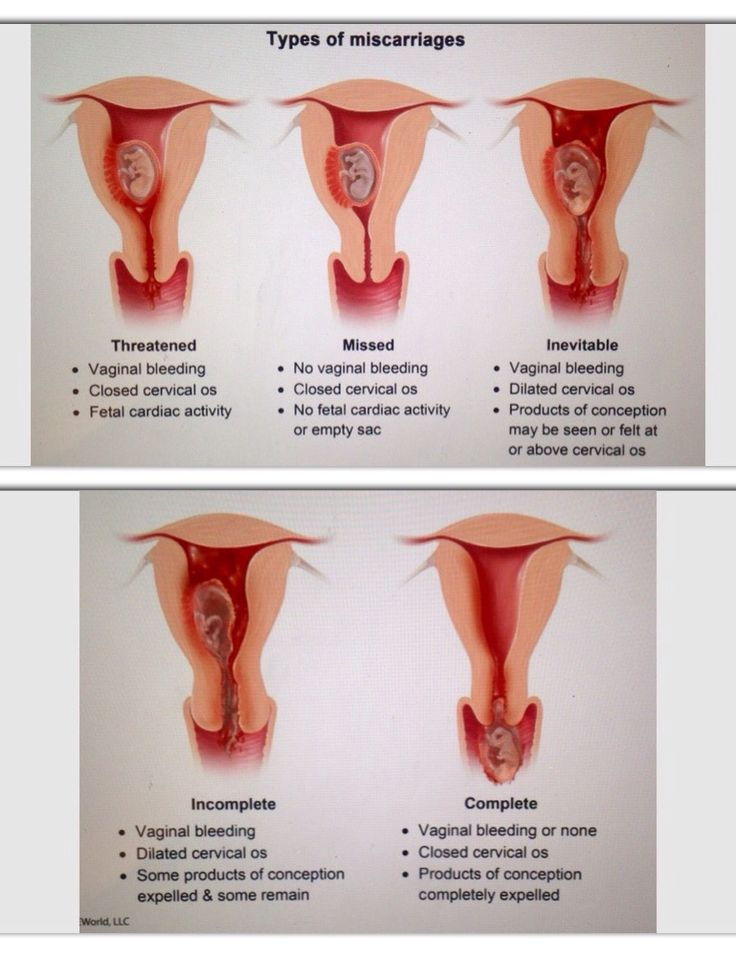 Types of miscarriages
Threatened
• Vaginal bleeding
• Closed cervical os
• Fetal cardiac activity
Missed
• No vaginal bleeding
• Closed cervical os
• No fetal cardiac activity
or empty sac
Inevitable
• Vaginal bleeding
• Dilated cervical os
• Products of conception
may be seen or felt at
or above cervical os
Incomplete
• Vaginal bleeding
• Dilated cervical os
• Some products of conception
expelled & some remain
Complete
• Vaginal bleeding or none
• Closed cervical os
• Products of conception
completely expelled
World, LLC